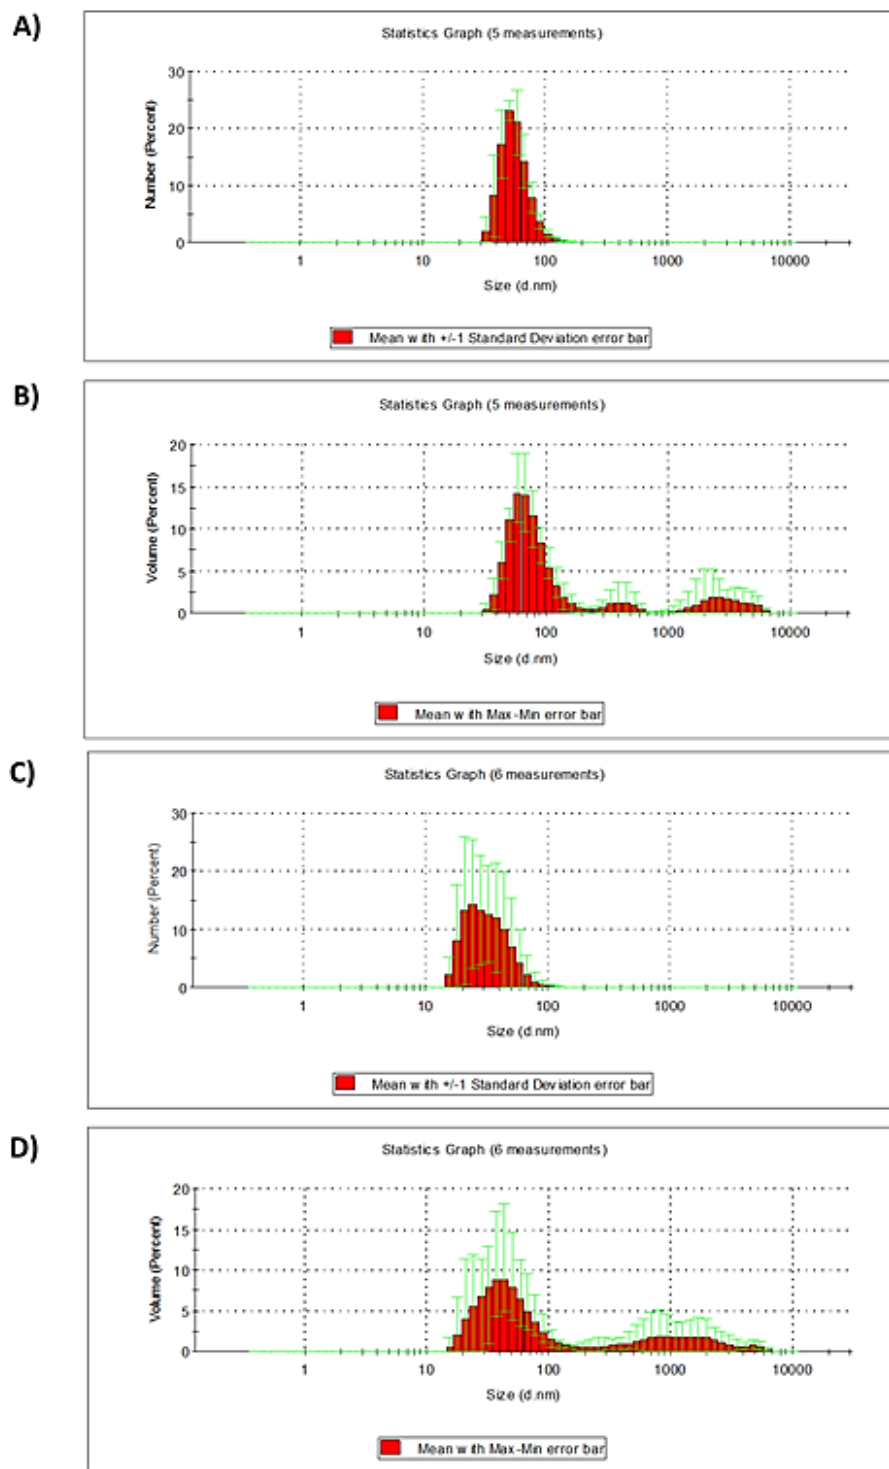 A)
Statistics Graph (5 measurements)
30
20
10
0
Number (Percent)
1 10 100 1000 10000
Size (d.nm)
Mean with +/-1 Standard Deviation error bar
B)
Statistics Graph (5 measurements)
20
15
10
5
0
Volume (Percent)
1 10 100 1000 10000
Size (d.nm)
Mean with Max-Min error bar
C)
Statistics Graph (6 measurements)
30
20
10
0
Number (Percent)
1 10 100 1000 10000
Size (d.nm)
Mean with +/-1 Standard Deviation error bar
D)
Statistics Graph (6 measurements)
20
15
10
5
0
Volume (Percent)
1 10 100 1000 10000
Size (d.nm)
Mean with Max-Min error bar